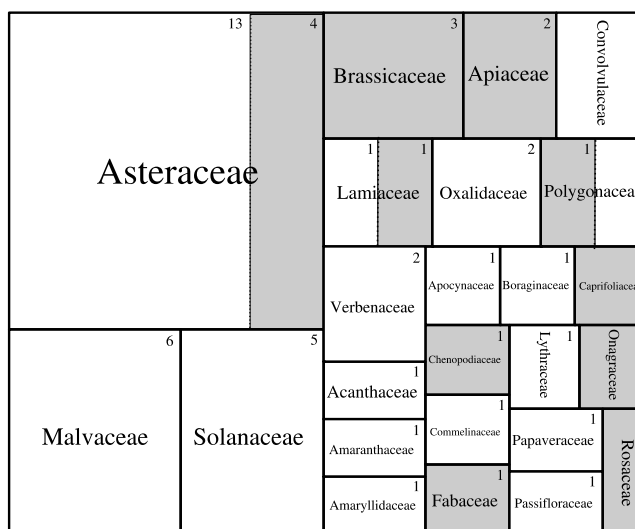 13 4
Asteraceae
3
Brassicaceae
2
Apiaceae
Convolvulaceae
1 1
Lamiaceae
2
Oxalidaceae
1
Polygonacea
2
Verbenaceae
1
Apocynaceae
1
Boraginaceae
Caprifoliacea
6
Malvaceae
5
Solanaceae
1
Acanthaceae
1
Amaranthaceae
1
Amaryllidaceae
1
Chenopodiaceae
1
Lythraceae
Onagraceae
1
Commelinaceae
1
Papaveraceae
Rosaceae
1
Fabaceae
1
Passifloraceae